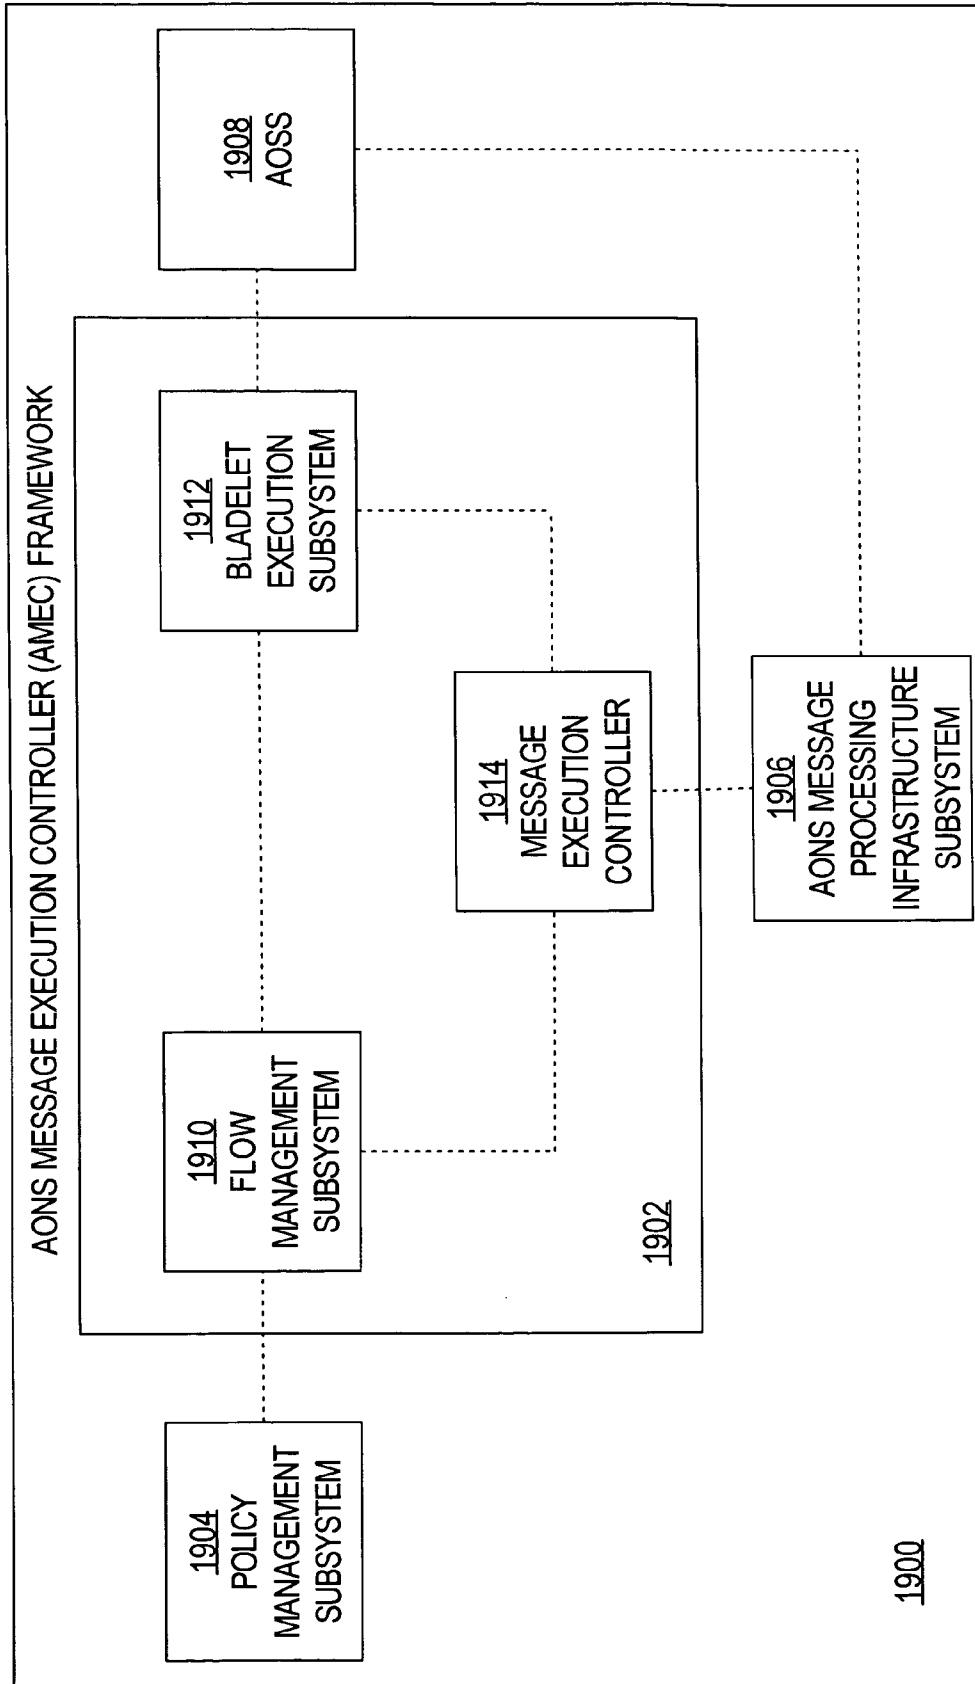 AONS MESSAGE EXECUTION CONTROLLER (AMEC) FRAMEWORK
1904
POLICY
MANAGEMENT
SUBSYSTEM
1910
FLOW
MANAGEMENT
SUBSYSTEM
1912
BLADELET
EXECUTION
SUBSYSTEM
1908
AOSS
1914
MESSAGE
EXECUTION
CONTROLLER
1902
1906
AONS MESSAGE
PROCESSING
INFRASTRUCTURE
SUBSYSTEM
1900